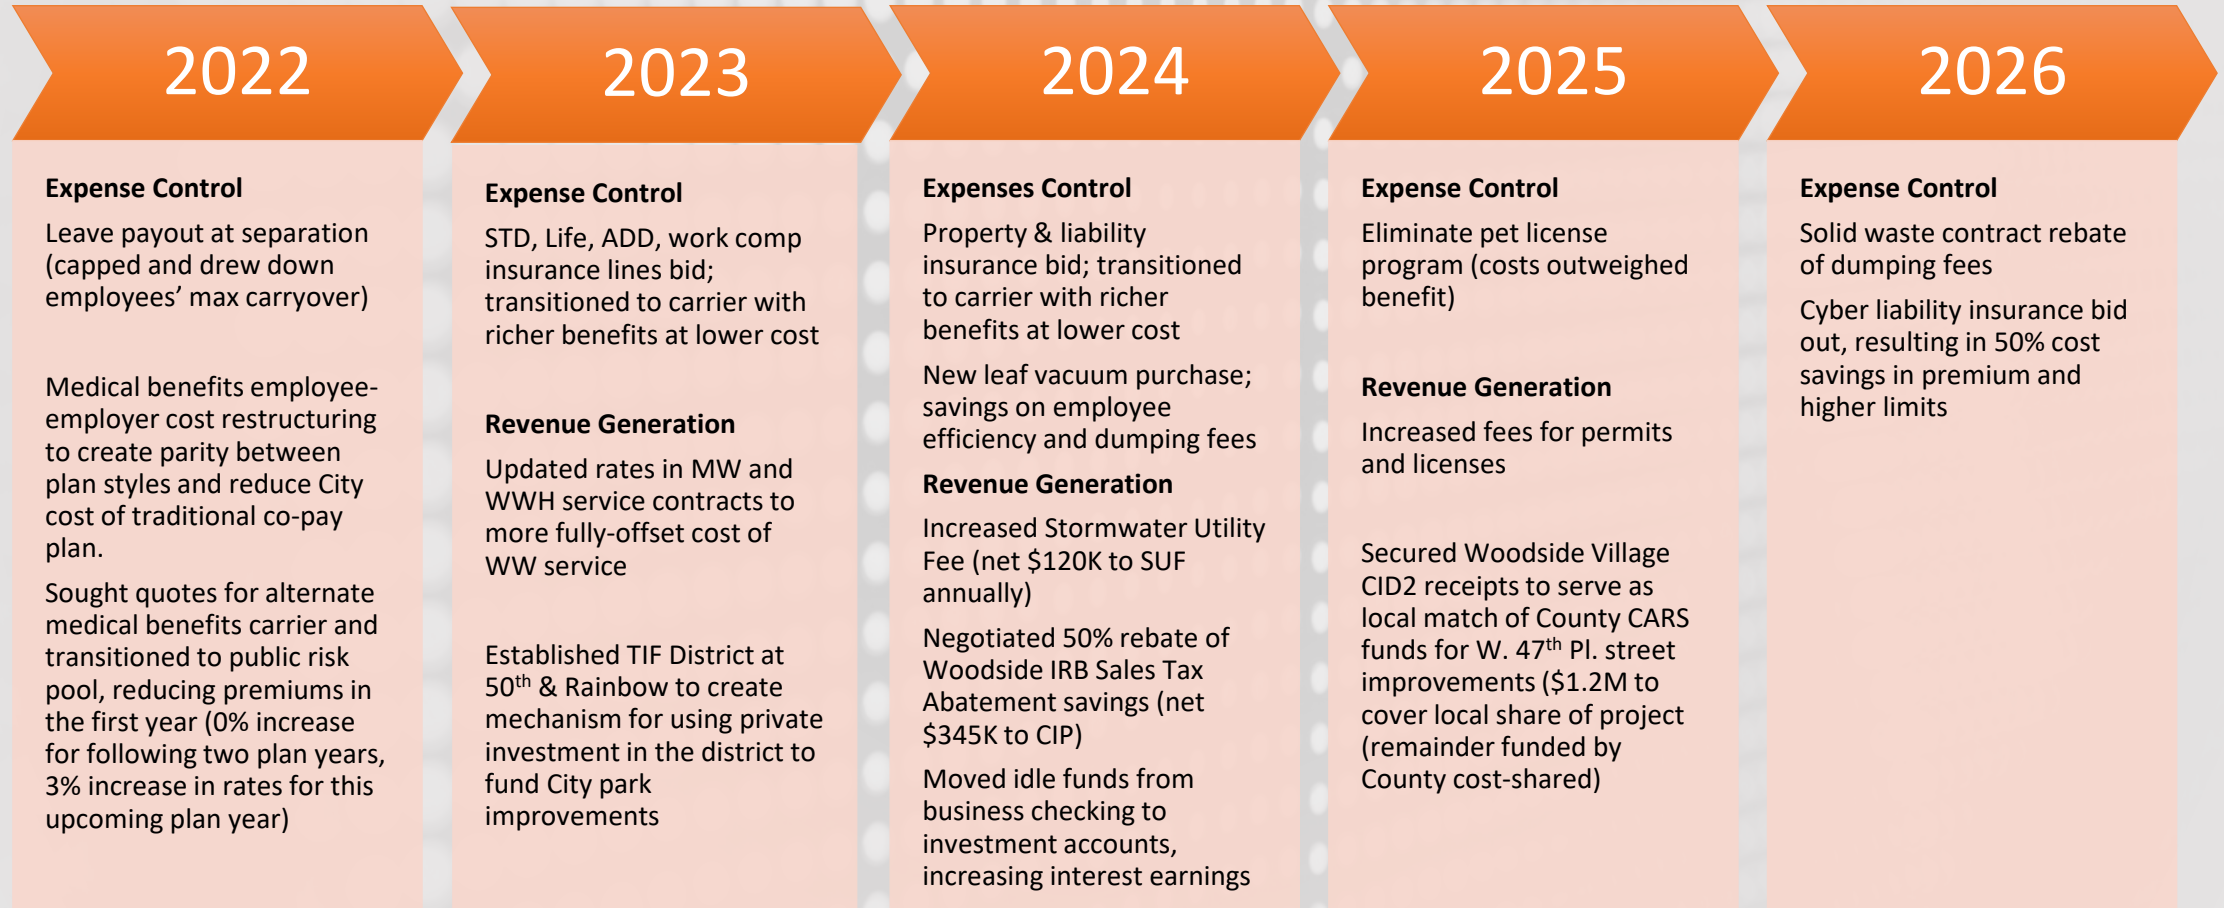 2022
Expense Control
Leave payout at separation
(capped and drew down
employees’ max carryover)
Medical benefits employee-
employer cost restructuring
to create parity between
plan styles and reduce City
cost of traditional co-pay
plan.
Sought quotes for alternate
medical benefits carrier and
transitioned to public risk
pool, reducing premiums in
the first year (0% increase
for following two plan years,
3% increase in rates for this
upcoming plan year)
2023
Expense Control
STD, Life, ADD, work comp
insurance lines bid;
transitioned to carrier with
richer benefits at lower cost
Revenue Generation
Updated rates in MW and
WWH service contracts to
more fully-offset cost of
WW service
Established TIF District at
50th & Rainbow to create
mechanism for using private
investment in the district to
fund City park
improvements
2024
Expenses Control
Property & liability
insurance bid; transitioned
to carrier with richer
benefits at lower cost
New leaf vacuum purchase;
savings on employee
efficiency and dumping fees
Revenue Generation
Increased Stormwater Utility
Fee (net $120K to SUF
annually)
Negotiated 50% rebate of
Woodside IRB Sales Tax
Abatement savings (net
$345K to CIP)
Moved idle funds from
business checking to
investment accounts,
increasing interest earnings
2025
Expense Control
Eliminate pet license
program (costs outweighed
benefit)
Revenue Generation
Increased fees for permits
and licenses
Secured Woodside Village
CID2 receipts to serve as
local match of County CARS
funds for W. 47th Pl. street
improvements ($1.2M to
cover local share of project
(remainder funded by
County cost-shared)
2026
Expense Control
Solid waste contract rebate
of dumping fees
Cyber liability insurance bid
out, resulting in 50% cost
savings in premium and
higher limits